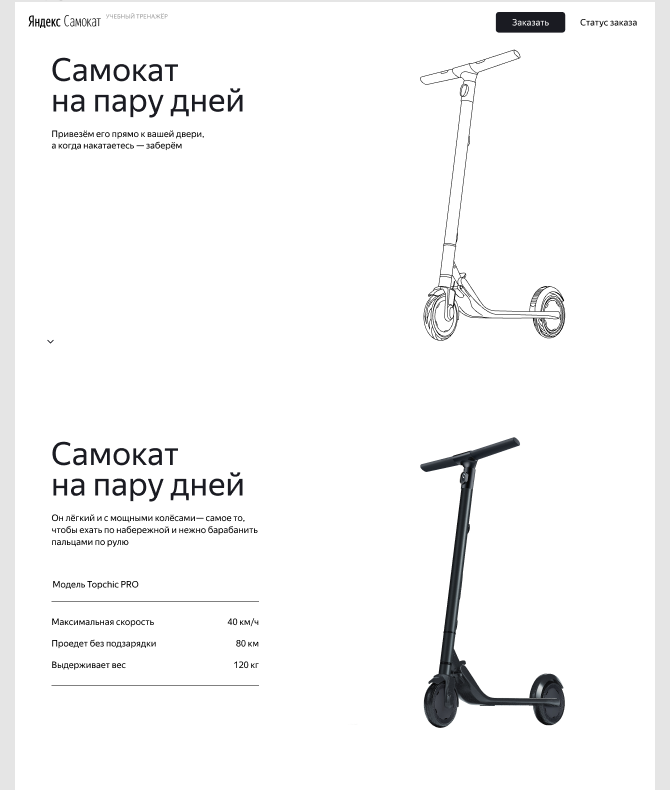 Яндекс Самокат УЧЕБНЫЙ ТРЕНАЖЁР
Заказать
Статус заказа
Самокат
на пару дней
Привезём его прямо к вашей двери,
а когда накатаетесь — заберём
Самокат
на пару дней
Он лёгкий и с мощными колёсами— самое то,
чтобы ехать по набережной и нежно барабанить
пальцами по рулю
Модель Topchic PRO
Максимальная скорость 40 км/ч
Проедет без подзарядки 80 км
Выдерживает вес 120 кг